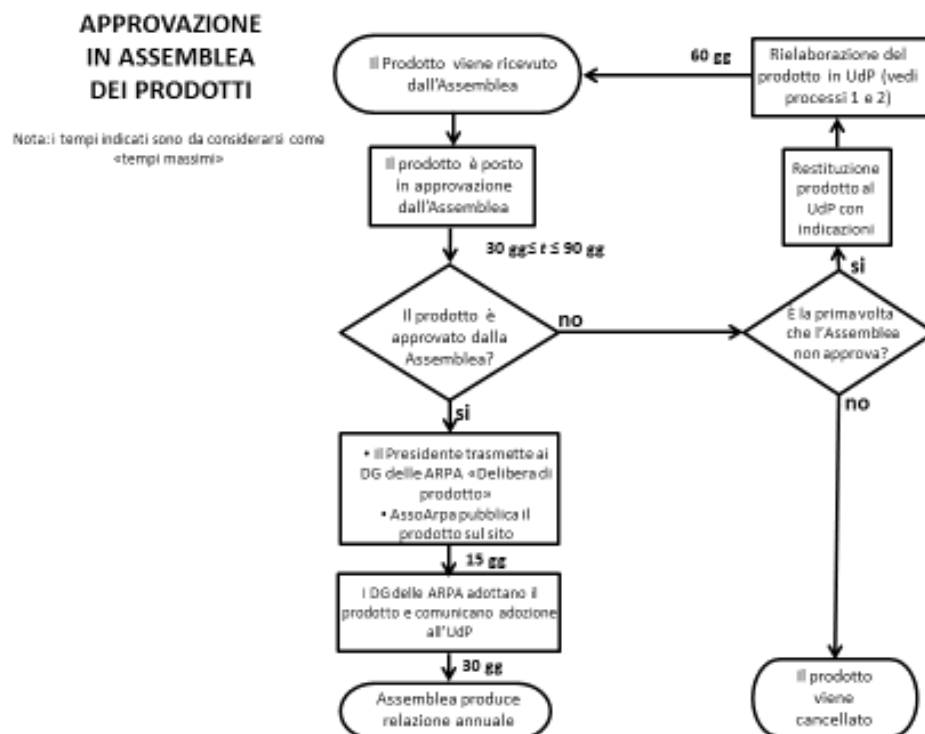 APPROVAZIONE
IN ASSEMBLEA
DEI PRODOTTI
Nota: i tempi indicati sono da considerarsi come
«tempi massimi»
Il Prodotto viene ricevuto
dall'Assemblea
60 gg
Rielaborazione del
prodotto in UdP (vedi
processi 1 e 2)
Il prodotto è posto
in approvazione
dall'Assemblea
Restituzione
prodotto al
UdP con
indicazioni
30 gg ≤ t ≤ 90 gg
si
Il prodotto è
approvato dalla
Assemblea?
no
È la prima volta
che l'Assemblea
non approva?
si
no
• Il Presidente trasmette ai
DG delle ARPA «Delibera di
prodotto»
• AssoArpa pubblica il
prodotto sul sito
15 gg
I DG delle ARPA adottano il
prodotto e comunicano adozione
all'UdP
30 gg
Assemblea produce
relazione annuale
Il prodotto
viene
cancellato